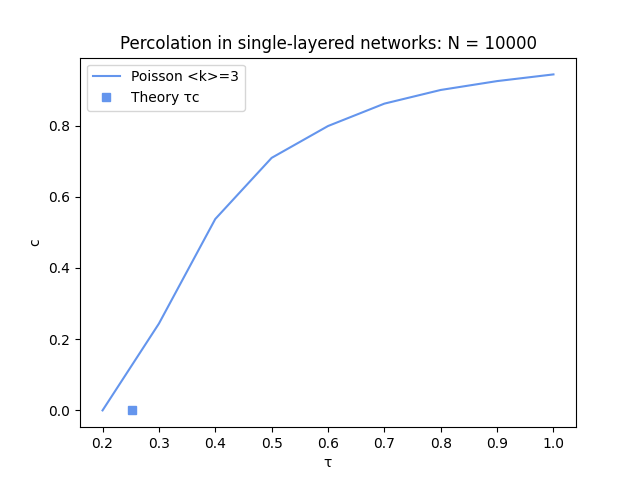 Percolation in single-layered networks: N = 10000
Poisson <k>=3
Theory τc
c
0.8
0.6
0.4
0.2
0.0
0.2 0.3 0.4 0.5 0.6 0.7 0.8 0.9 1.0
τ